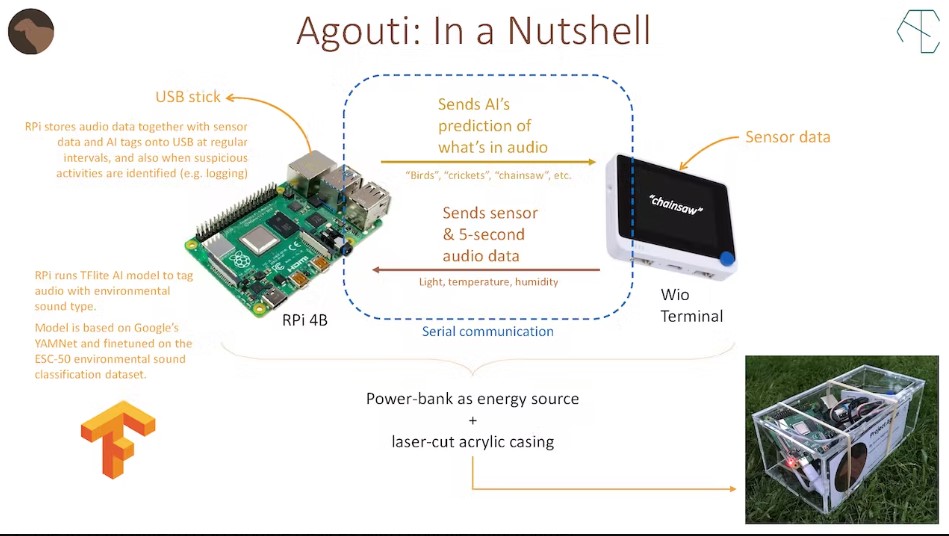 Agouti: In a Nutshell
USB stick
RPi stores audio data together with sensor
data and AI tags onto USB at regular
intervals, and also when suspicious
activities are identified (e.g. logging)
Sends AI's
prediction of
what's in audio
"Birds", "crickets", "chainsaw", etc.
Sensor data
"chainsaw"
Sends sensor
& 5-second
audio data
Light, temperature, humidity
RPi runs TFlite AI model to tag
audio with environmental
sound type.
Model is based on Google's
YAMNet and finetuned on the
ESC-50 environmental sound
classification dataset.
RPi 4B
Wio
Terminal
Serial communication
Power-bank as energy source
+
laser-cut acrylic casing